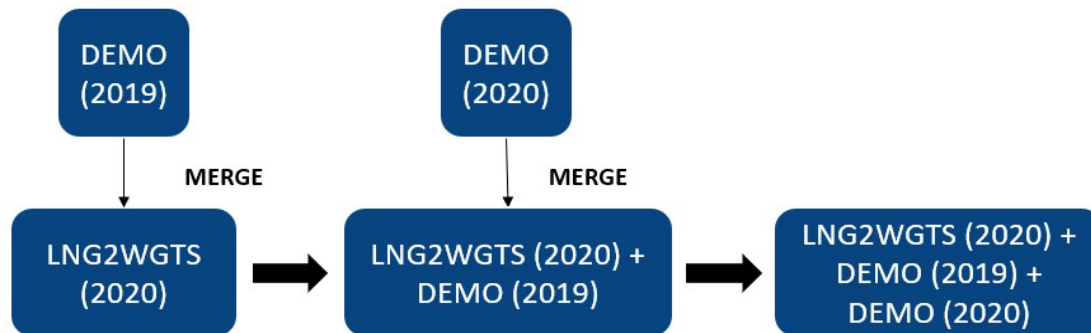 DEMO
(2019)
DEMO
(2020)
MERGE
MERGE
LNG2WGTS
(2020)
LNG2WGTS (2020) +
DEMO (2019)
LNG2WGTS (2020) +
DEMO (2019) +
DEMO (2020)